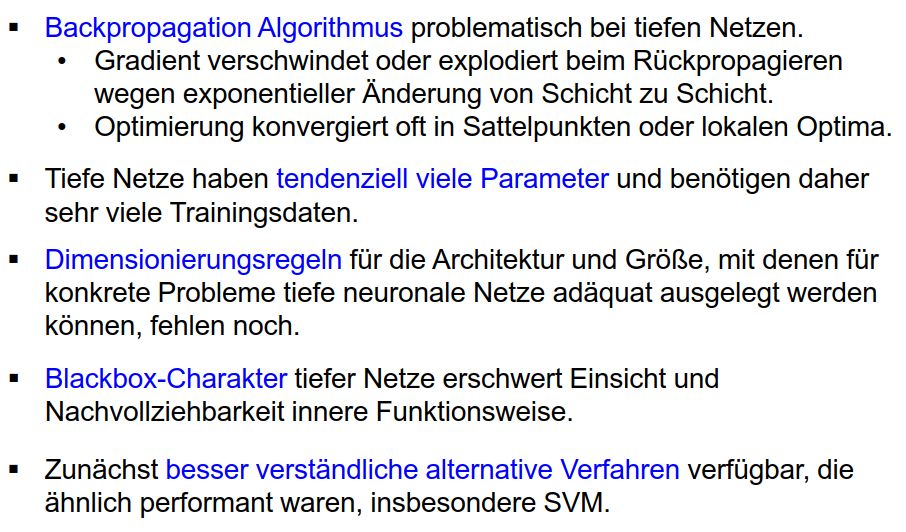 ▪ Backpropagation Algorithmus problematisch bei tiefen Netzen.
• Gradient verschwindet oder explodiert beim Rückpropagieren
wegen exponentieller Änderung von Schicht zu Schicht.
• Optimierung konvergiert oft in Sattelpunkten oder lokalen Optima.
▪ Tiefe Netze haben tendenziell viele Parameter und benötigen daher
sehr viele Trainingsdaten.
▪ Dimensionierungsregeln für die Architektur und Größe, mit denen für
konkrete Probleme tiefe neuronale Netze adäquat ausgelegt werden
können, fehlen noch.
▪ Blackbox-Charakter tiefer Netze erschwert Einsicht und
Nachvollziehbarkeit innere Funktionsweise.
▪ Zunächst besser verständliche alternative Verfahren verfügbar, die
ähnlich performant waren, insbesondere SVM.